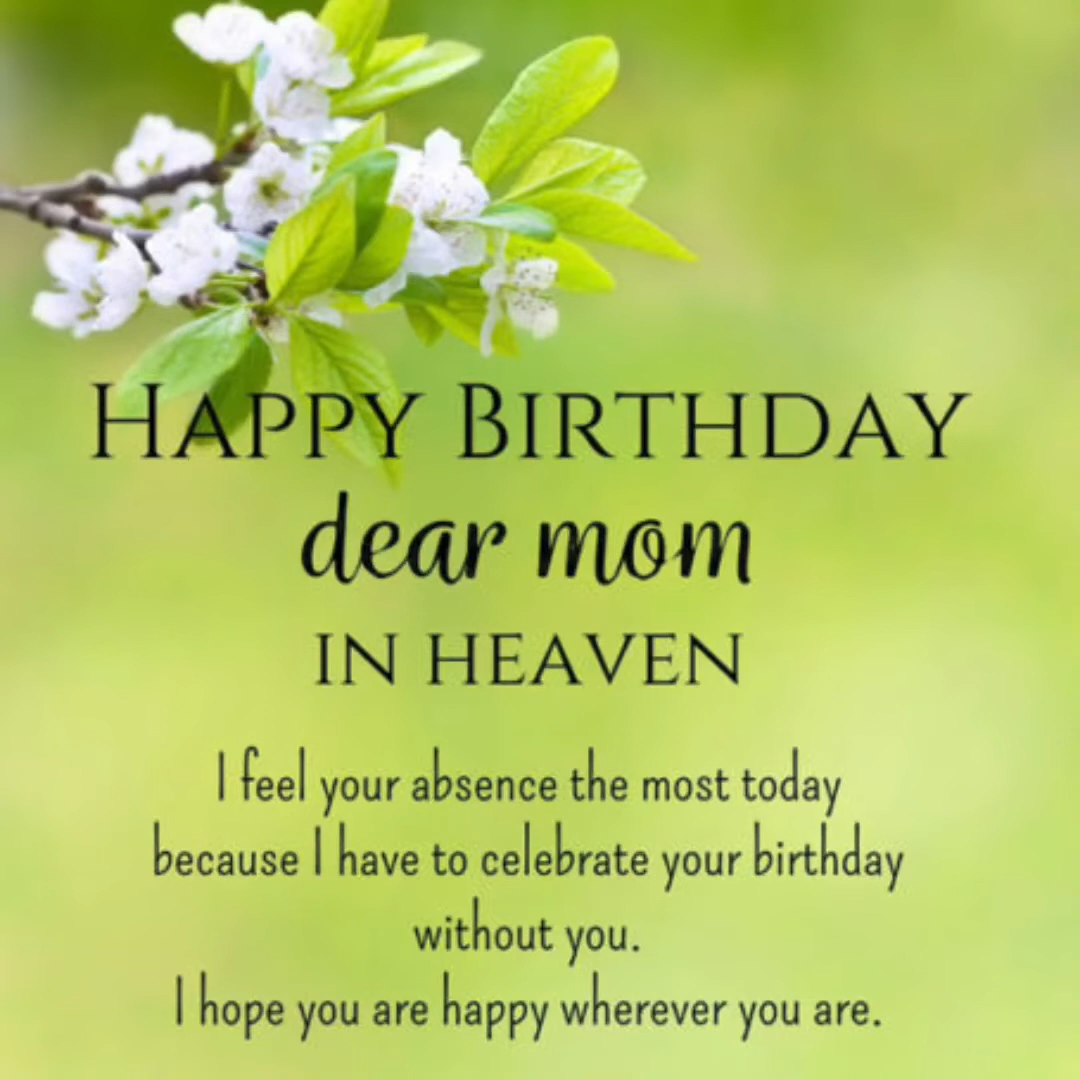 Happy Birthday
dear mom
in heaven
I feel your absence the most today
because I have to celebrate your birthday
without you.
I hope you are happy wherever you are.